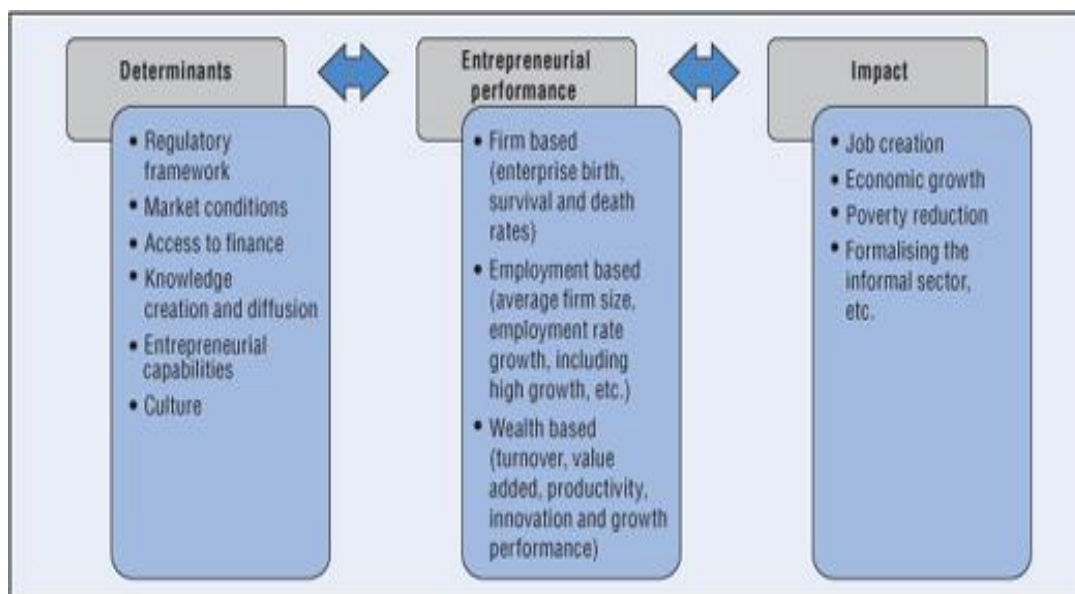 Determinants
• Regulatory
framework
• Market conditions
• Access to finance
• Knowledge
creation and diffusion
• Entrepreneurial
capabilities
• Culture
Entrepreneurial
performance
• Firm based
(enterprise birth,
survival and death
rates)
• Employment based
(average firm size,
employment rate
growth, including
high growth, etc.)
• Wealth based
(turnover, value
added, productivity,
innovation and growth
performance)
Impact
• Job creation
• Economic growth
• Poverty reduction
• Formalising the
informal sector,
etc.